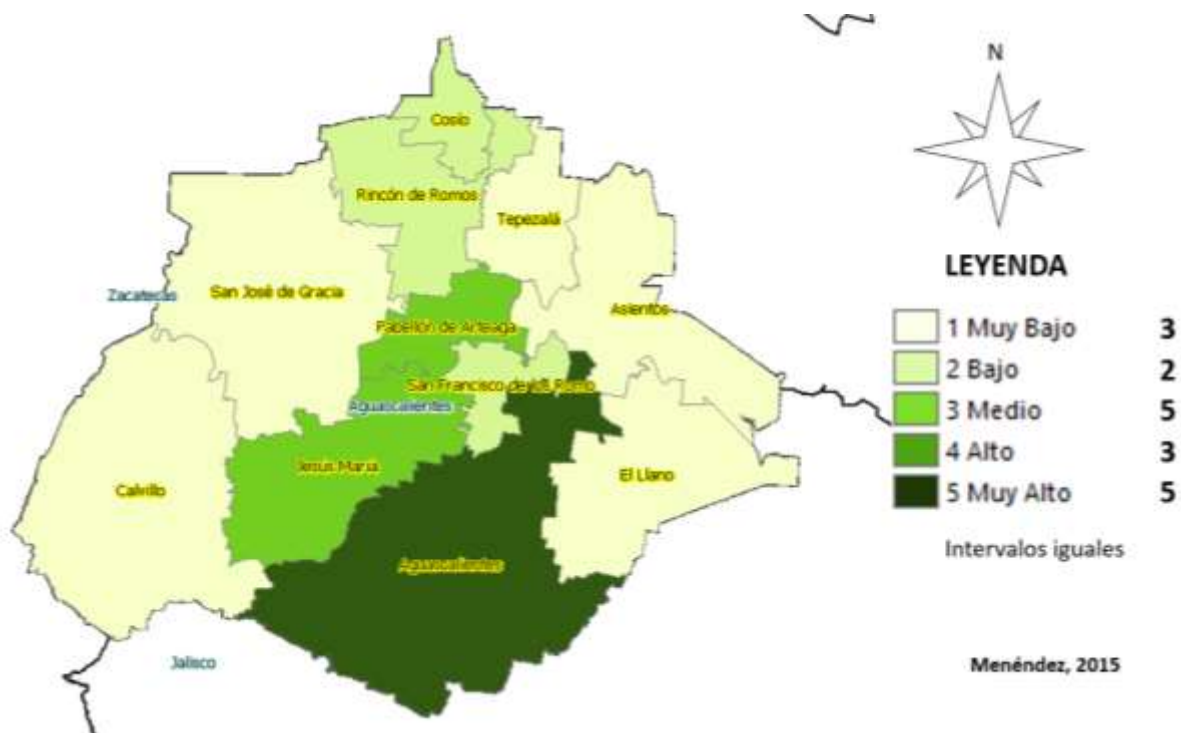 N
Cosío
Rincón de Romos
Tepezalá
Zacatecas
San José de Gracia
Asientos
Pabellón de Arteaga
San Francisco de los Romo
Aguascalientes
Jesús María
El Llano
Calvillo
Aguascalientes
Jalisco
LEYENDA
1 Muy Bajo 3
2 Bajo 2
3 Medio 5
4 Alto 3
5 Muy Alto 5
Intervalos iguales
Menéndez, 2015